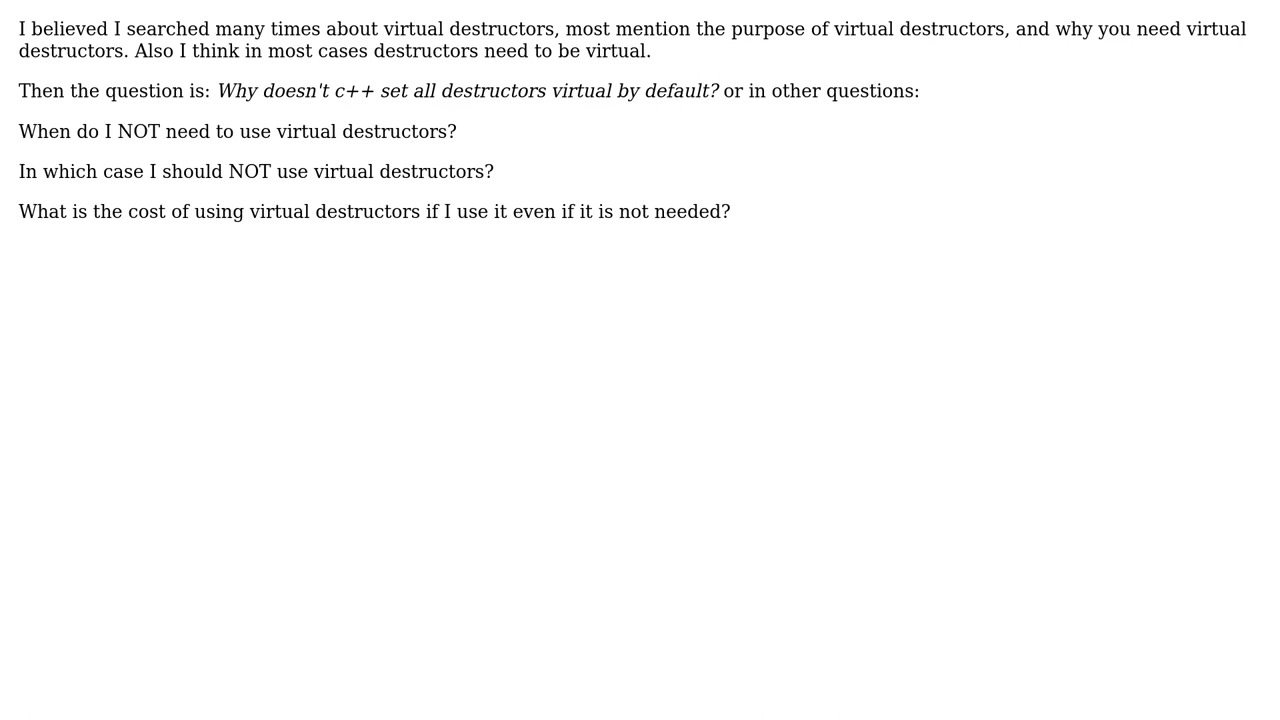 I believed I searched many times about virtual destructors, most mention the purpose of virtual destructors, and why you need virtual
destructors. Also I think in most cases destructors need to be virtual.
Then the question is: Why doesn't c++ set all destructors virtual by default? or in other questions:
When do I NOT need to use virtual destructors?
In which case I should NOT use virtual destructors?
What is the cost of using virtual destructors if I use it even if it is not needed?